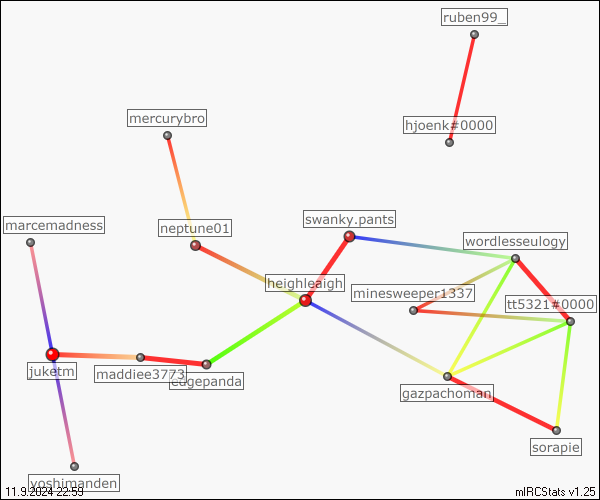 ruben99_
mercurybro
hjoenk#0000
marcemadness
neptune01
swanky.pants
wordlesseulogy
heighleaigh
minesweeper1337
tt5321#0000
juketm
maddiee3773
edgepanda
gazpachoman
sorapie
yoshimanden
11.9.2024 22:59
mIRCStats v1.25